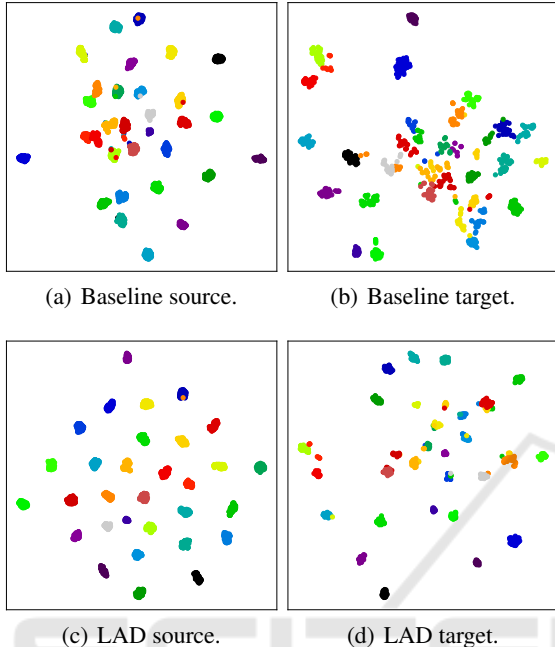 (a) Baseline source.
(b) Baseline target.
(c) LAD source.
(d) LAD target.